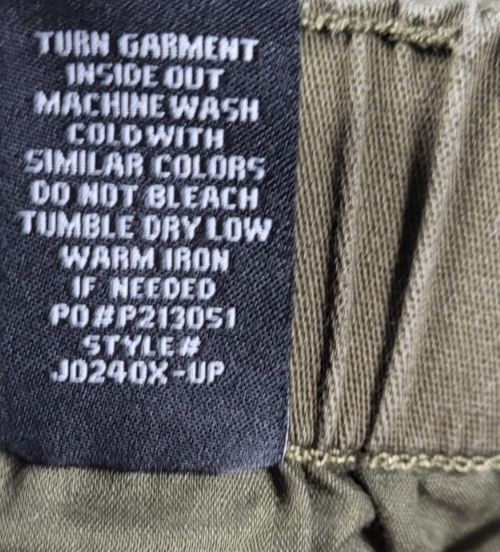 TURN GARMENT
INSIDE OUT
MACHINE WASH
COLD WITH
SIMILAR COLORS
DO NOT BLEACH
TUMBLE DRY LOW
WARM IRON
IF NEEDED
PO#P213051
STYLE#
J0240X-UP